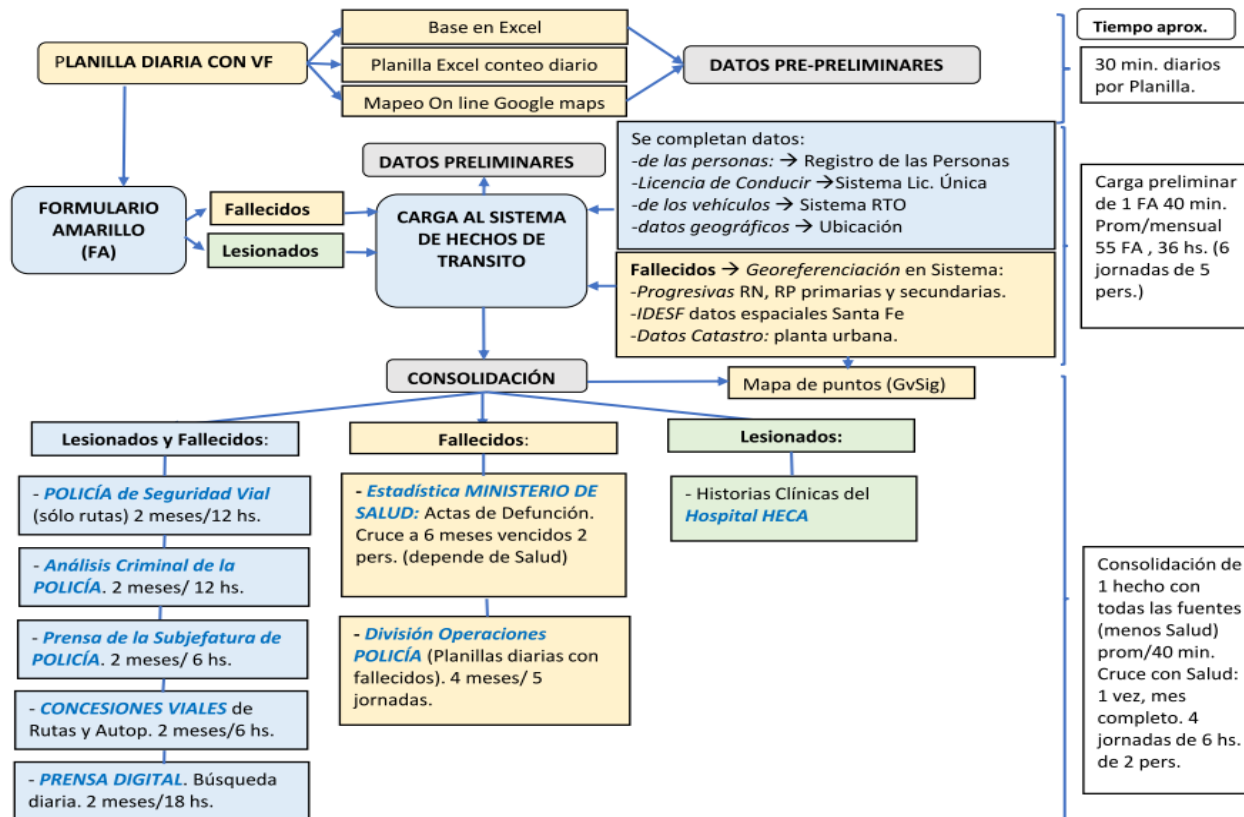 Tiempo aprox.
Base en Excel
PLANILLA DIARIA CON VF
Planilla Excel conteo diario
DATOS PRE-PRELIMINARES
Mapeo On line Google maps
30 min. diarios
por Planilla.
DATOS PRELIMINARES
Se completan datos:
-de las personas: → Registro de las Personas
-Licencia de Conducir →Sistema Lic. Única
-de los vehículos → Sistema RTO
-datos geográficos → Ubicación
FORMULARIO
AMARILLO
(FA)
Fallecidos
Lesionados
CARGA AL SISTEMA
DE HECHOS DE
TRANSITO
Carga preliminar
de 1 FA 40 min.
Prom/mensual
55 FA , 36 hs. (6
jornadas de 5
pers.)
Fallecidos → Georeferenciación en Sistema:
-Progresivas RN, RP primarias y secundarias.
-IDESF datos espaciales Santa Fe
-Datos Catastro: planta urbana.
CONSOLIDACIÓN
Mapa de puntos (GvSig)
Lesionados y Fallecidos:
- POLICÍA de Seguridad Vial
(sólo rutas) 2 meses/12 hs.
- Análisis Criminal de la
POLICÍA. 2 meses/ 12 hs.
- Prensa de la Subjefatura de
POLICÍA. 2 meses/ 6 hs.
- CONCESIONES VIALES de
Rutas y Autop. 2 meses/6 hs.
- PRENSA DIGITAL. Búsqueda
diaria. 2 meses/18 hs.
Fallecidos:
- Estadística MINISTERIO DE
SALUD: Actas de Defunción.
Cruce a 6 meses vencidos 2
pers. (depende de Salud)
- División Operaciones
POLICÍA (Planillas diarias con
fallecidos). 4 meses/ 5
jornadas.
Lesionados:
- Historias Clínicas del
Hospital HECA
Consolidación de
1 hecho con
todas las fuentes
(menos Salud)
prom/40 min.
Cruce con Salud:
1 vez, mes
completo. 4
jornadas de 6 hs.
de 2 pers.